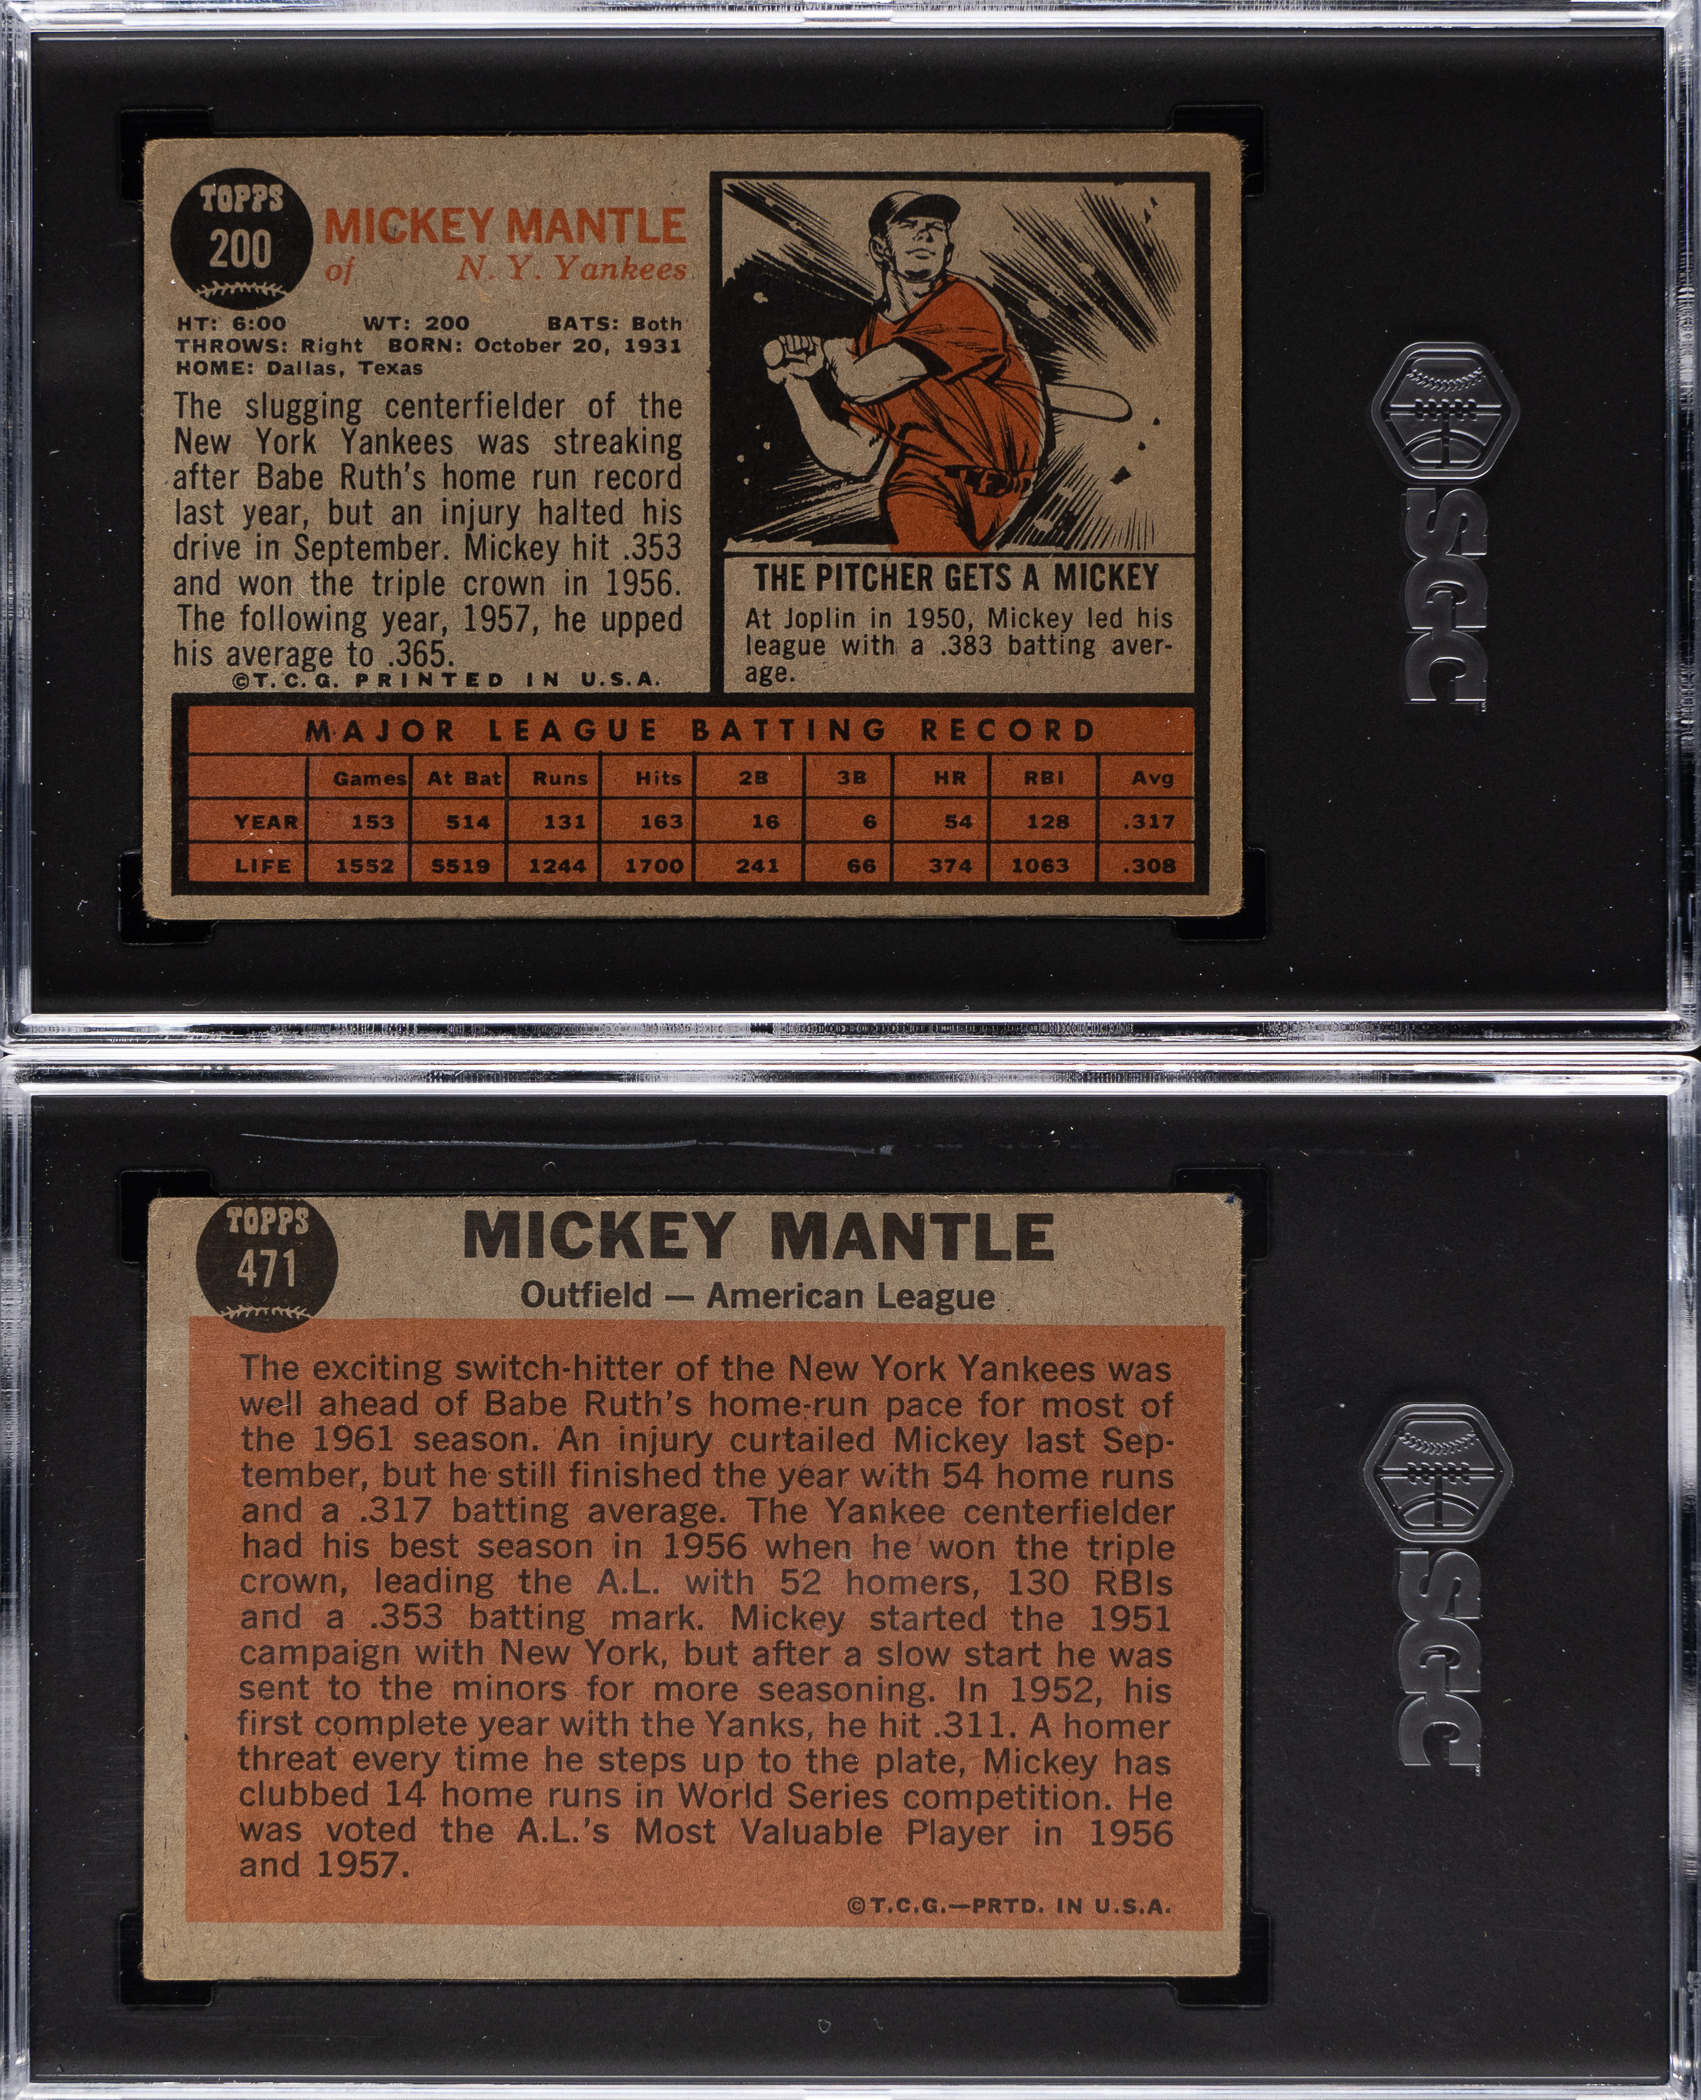 TOPPS
200
MICKEY MANTLE
of N. Y. Yankees
HT: 6:00 WT: 200 BATS: Both
THROWS: Right BORN: October 20, 1931
HOME: Dallas, Texas
The slugging centerfielder of the
New York Yankees was streaking
after Babe Ruth's home run record
last year, but an injury halted his
drive in September. Mickey hit .353
and won the triple crown in 1956.
The following year, 1957, he upped
his average to .365.
©T. C. G. PRINTED IN U.S.A.
THE PITCHER GETS A MICKEY
At Joplin in 1950, Mickey led his
league with a .383 batting aver-
age.
MAJOR LEAGUE BATTING RECORD
Games At Bat Runs Hits 2B 3B HR RBI Avg
YEAR 153 514 131 163 16 6 54 128 .317
LIFE 1552 5519 1244 1700 241 66 374 1063 .308
SGC
TOPPS
471
MICKEY MANTLE
Outfield — American League
The exciting switch-hitter of the New York Yankees was
well ahead of Babe Ruth's home-run pace for most of
the 1961 season. An injury curtailed Mickey last Sep-
tember, but he still finished the year with 54 home runs
and a .317 batting average. The Yankee centerfielder
had his best season in 1956 when he won the triple
crown, leading the A.L. with 52 homers, 130 RBIs
and a .353 batting mark. Mickey started the 1951
campaign with New York, but after a slow start he was
sent to the minors for more seasoning. In 1952, his
first complete year with the Yanks, he hit .311. A homer
threat every time he steps up to the plate, Mickey has
clubbed 14 home runs in World Series competition. He
was voted the A.L.'s Most Valuable Player in 1956
and 1957.
©T.C.G.—PRTD. IN U.S.A.
SGC